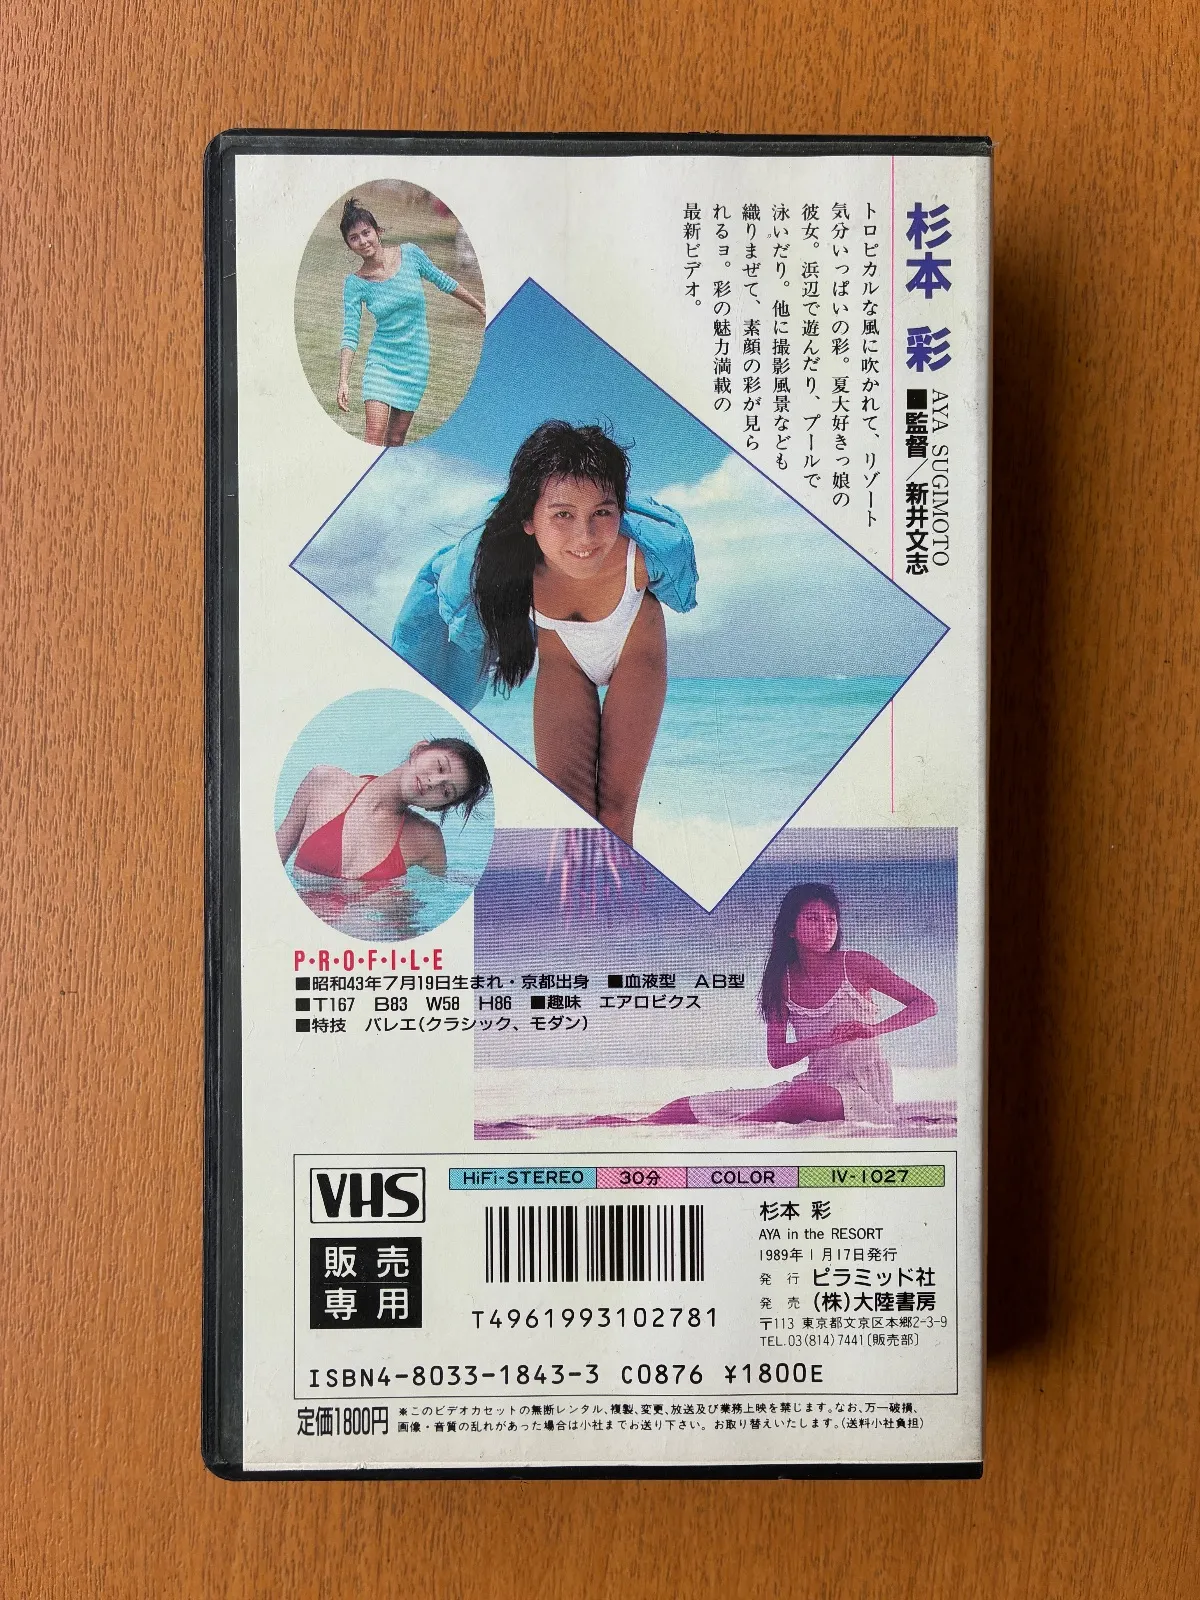 杉本 彩
AYA SUGIMOTO
■監督／新井文志
トロピカルな風に吹かれて、リゾート
気分いっぱいの彩。夏大好きっ娘の
彼女。浜辺で遊んだり、プールで
泳いだり。他に撮影風景なども
織りまぜて、素顔の彩が見ら
れるヨ。彩の魅力満載の
最新ビデオ。
P・R・O・F・I・L・E
■昭和43年7月19日生まれ・京都出身 ■血液型 AB型
■T167 B83 W58 H86 ■趣味 エアロビクス
■特技 バレエ(クラシック、モダン)
VHS
販売
専用
HiFi-STEREO 30分 COLOR IV-1027
T4961993102781
杉本 彩
AYA in the RESORT
1989年1月17日発行
発行 ピラミッド社
発売 (株)大陸書房
〒113 東京都文京区本郷2-3-9
TEL.03(814)7441〔販売部〕
ISBN4-8033-1843-3 C0876 ¥1800E
定価1800円
※このビデオカセットの無断レンタル、複製、変更、放送及び業務上映を禁じます。なお、万一破損、
画像・音質の乱れがあった場合は小社までお送り下さい。お取り替えいたします。(送料小社負担)